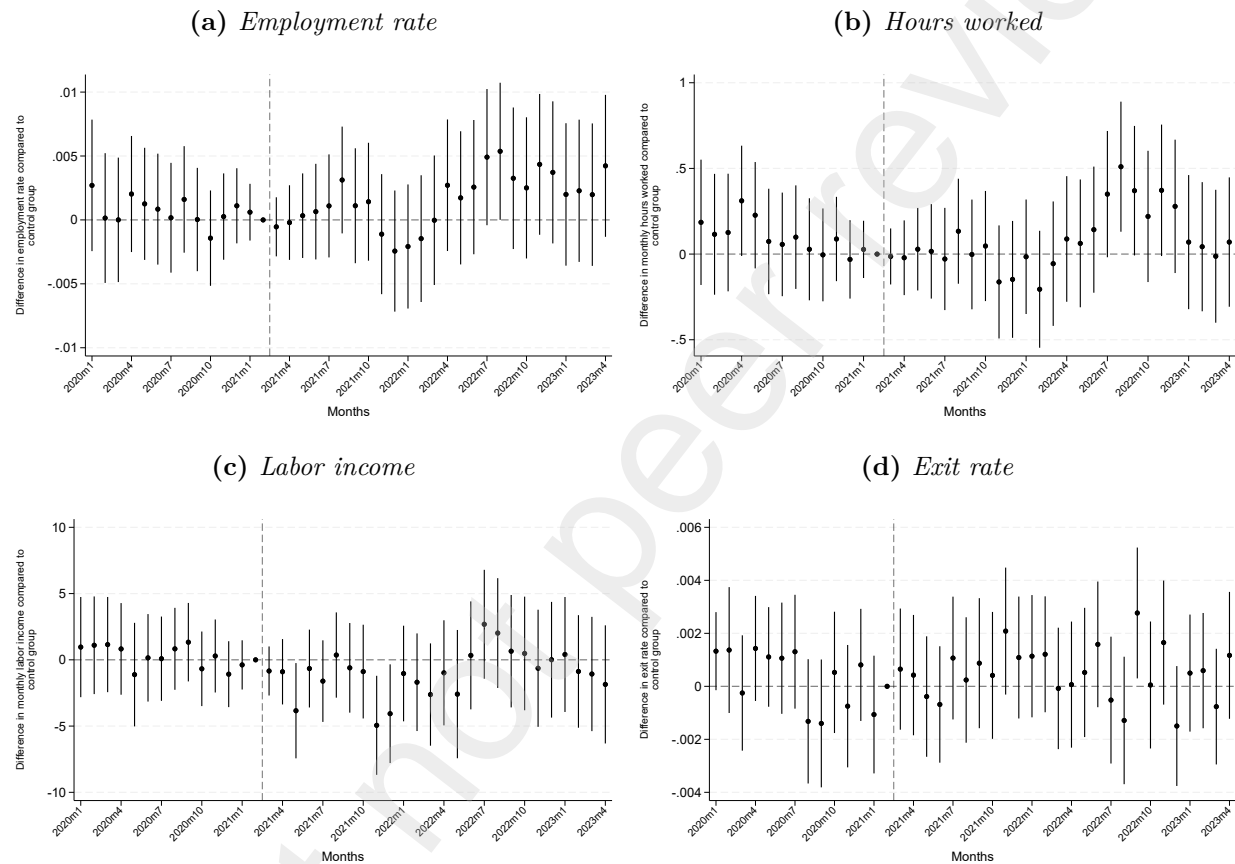 (a) Employment rate
Difference in employment rate compared to
control group
.01
.005
0
-.005
-.01
2020m1
2020m4
2020m7
2020m10
2021m1
2021m4
2021m7
2021m10
2022m1
2022m4
2022m7
2022m10
2023m1
2023m4
Months
(b) Hours worked
Difference in monthly hours worked compared to
control group
1
.5
0
-.5
2020m1
2020m4
2020m7
2020m10
2021m1
2021m4
2021m7
2021m10
2022m1
2022m4
2022m7
2022m10
2023m1
2023m4
Months
(c) Labor income
Difference in monthly labor income compared to
control group
10
5
0
-5
-10
2020m1
2020m4
2020m7
2020m10
2021m1
2021m4
2021m7
2021m10
2022m1
2022m4
2022m7
2022m10
2023m1
2023m4
Months
(d) Exit rate
Difference in exit rate compared to
control group
.006
.004
.002
0
-.002
-.004
2020m1
2020m4
2020m7
2020m10
2021m1
2021m4
2021m7
2021m10
2022m1
2022m4
2022m7
2022m10
2023m1
2023m4
Months
not peer review